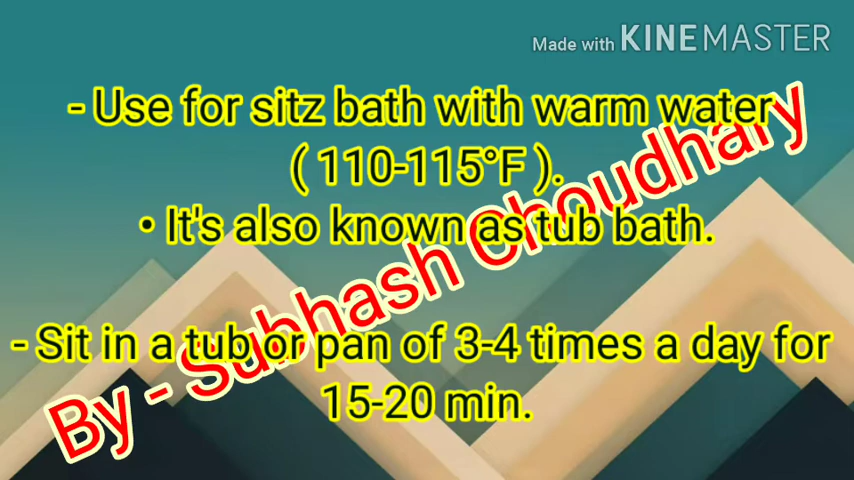 Made with KINEMASTER
- Use for sitz bath with warm water
( 110-115°F ).
• It's also known as tub bath.
- Sit in a tub or pan of 3-4 times a day for
15-20 min.
By - Subhash Choudhary